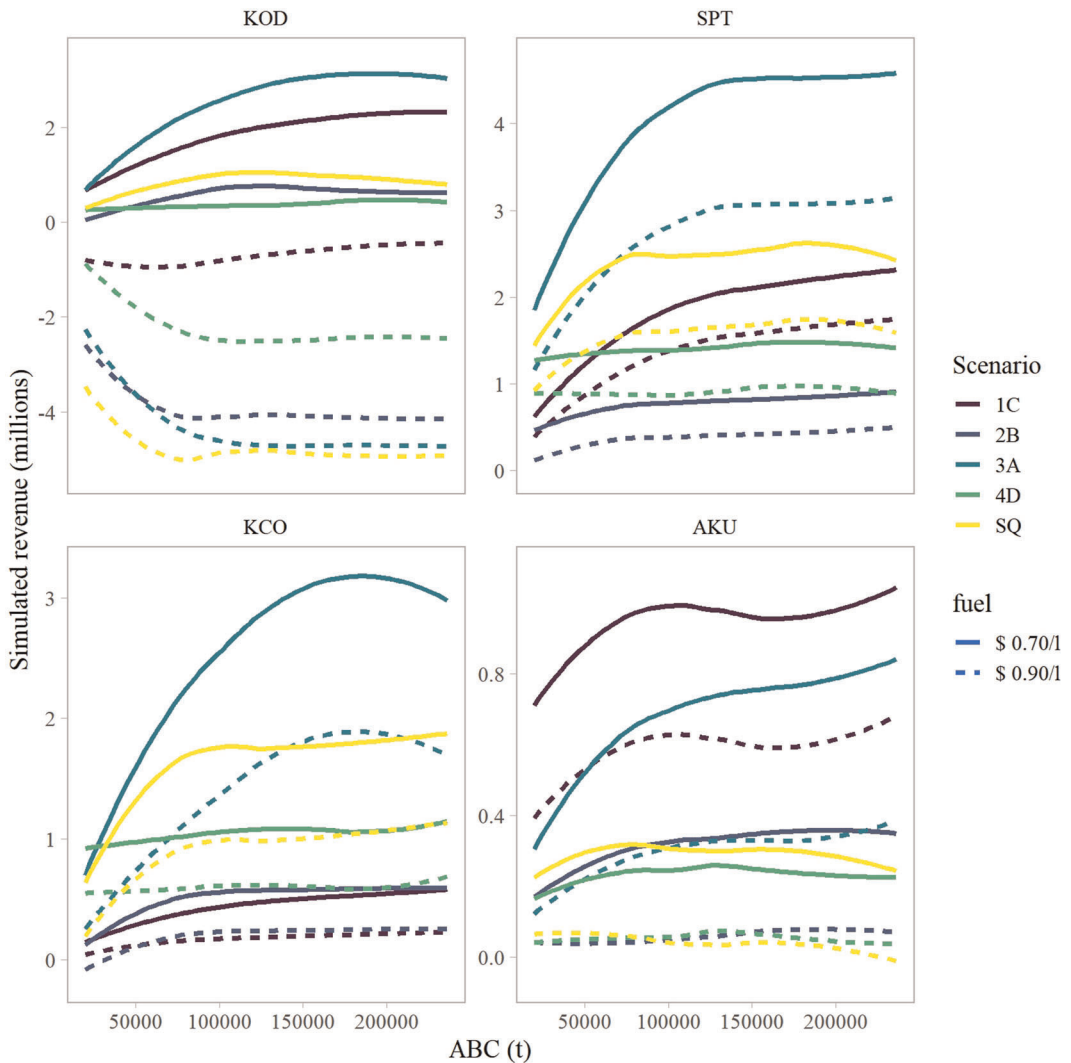 KOD
SPT
2
0
-2
-4
4
3
2
1
0
Simulated revenue (millions)
KCO
AKU
3
2
1
0
0.8
0.4
0.0
50000 100000 150000 200000
50000 100000 150000 200000
ABC (t)
Scenario
1C
2B
3A
4D
SQ
fuel
$ 0.70/l
$ 0.90/l